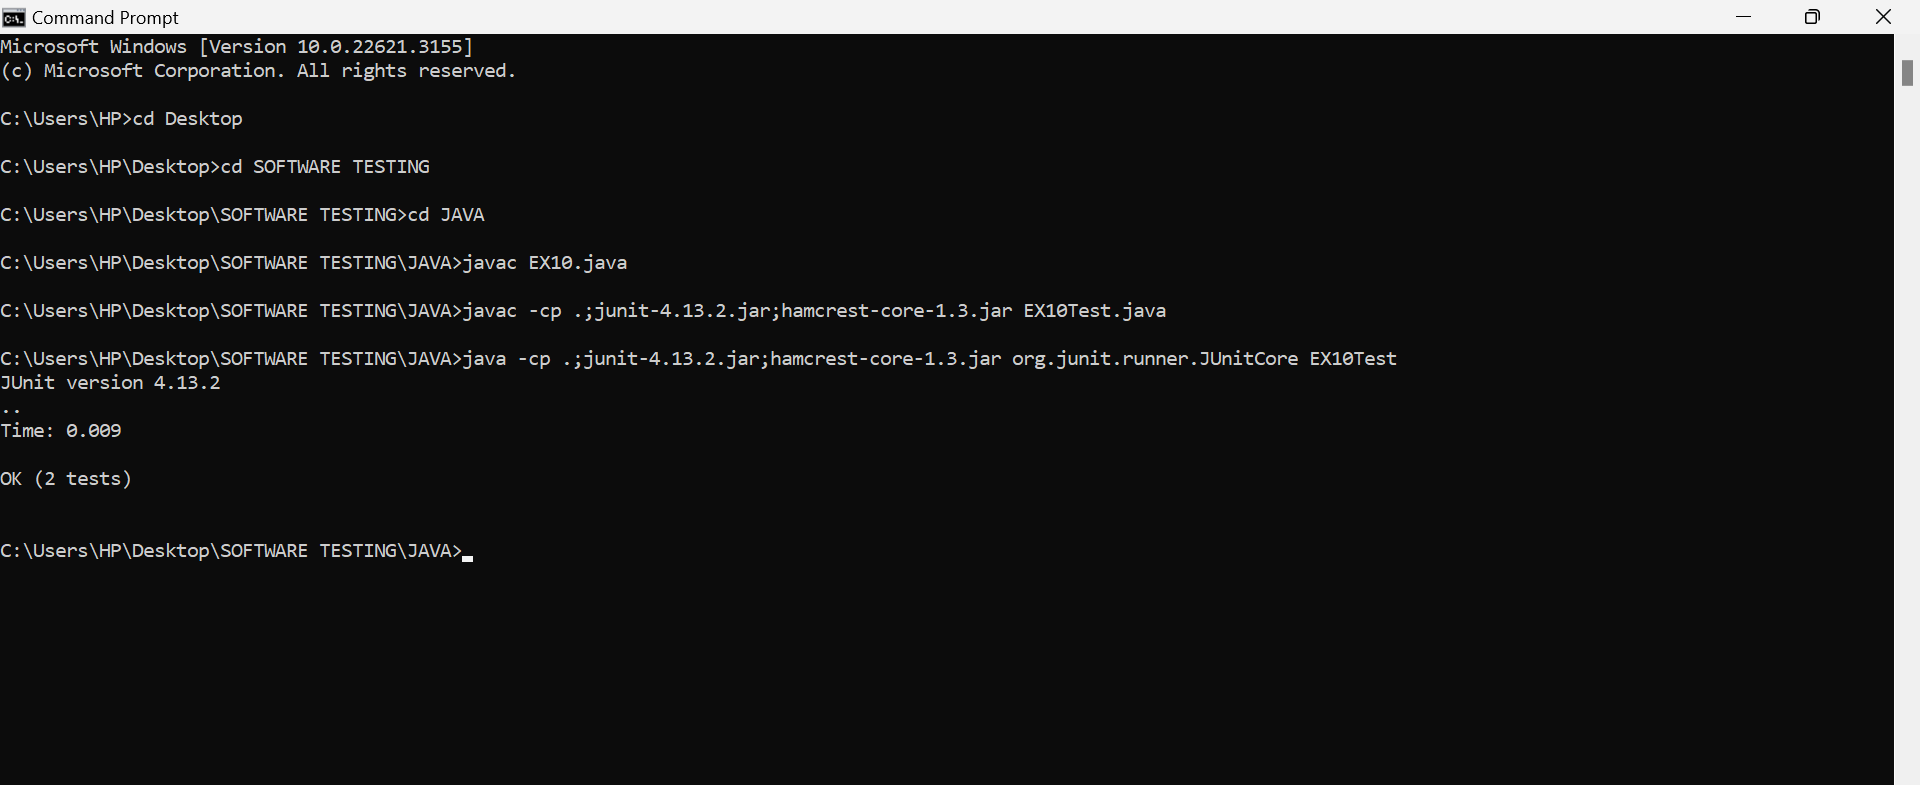 Command Prompt
Microsoft Windows [Version 10.0.22621.3155]
(c) Microsoft Corporation. All rights reserved.
C:\Users\HP>cd Desktop
C:\Users\HP\Desktop>cd SOFTWARE TESTING
C:\Users\HP\Desktop\SOFTWARE TESTING>cd JAVA
C:\Users\HP\Desktop\SOFTWARE TESTING\JAVA>javac EX10.java
C:\Users\HP\Desktop\SOFTWARE TESTING\JAVA>javac -cp .;junit-4.13.2.jar;hamcrest-core-1.3.jar EX10Test.java
C:\Users\HP\Desktop\SOFTWARE TESTING\JAVA>java -cp .;junit-4.13.2.jar;hamcrest-core-1.3.jar org.junit.runner.JUnitCore EX10Test
JUnit version 4.13.2
..
Time: 0.009
OK (2 tests)
C:\Users\HP\Desktop\SOFTWARE TESTING\JAVA>